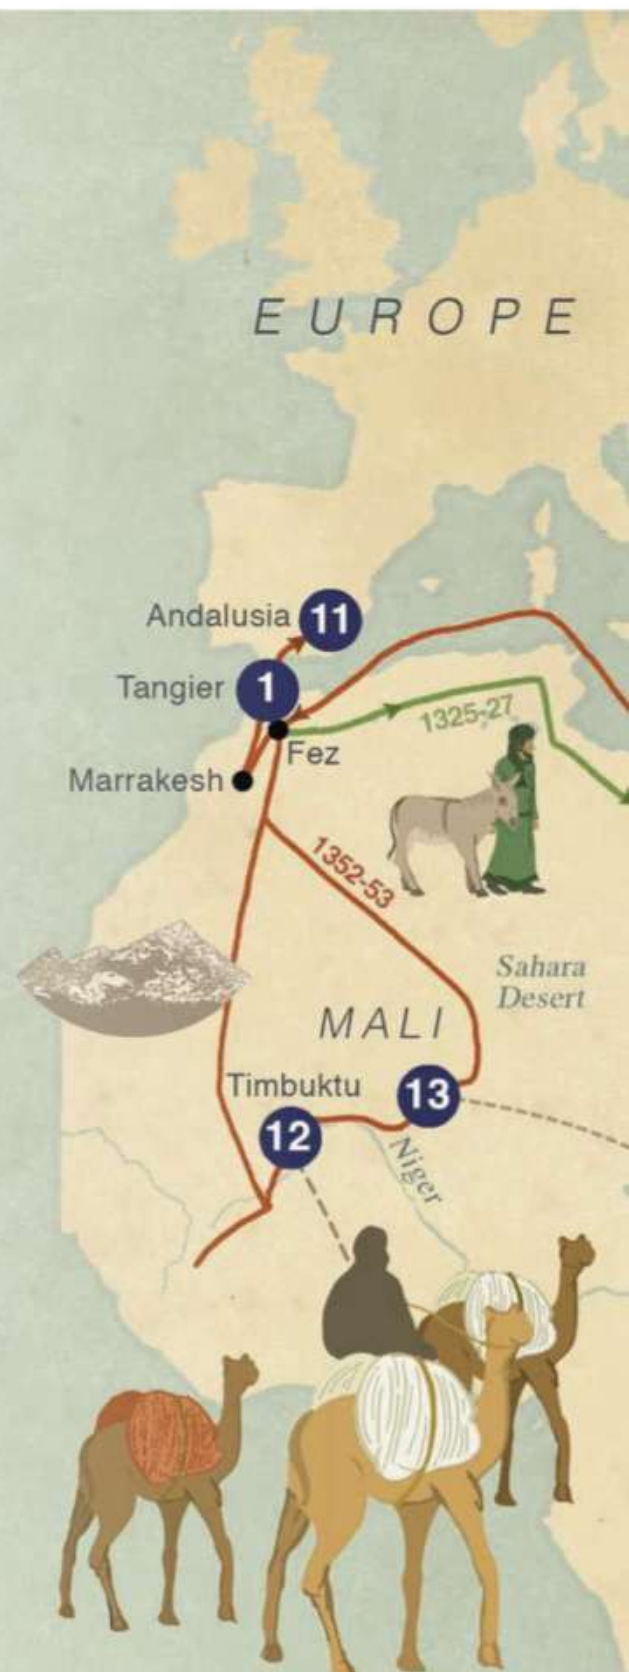 EUROPE
Andalusia 11
Tangier 1
1325-27
Fez
Marrakesh
1352-53
Sahara
Desert
MALI
Timbuktu
13
12
Niger